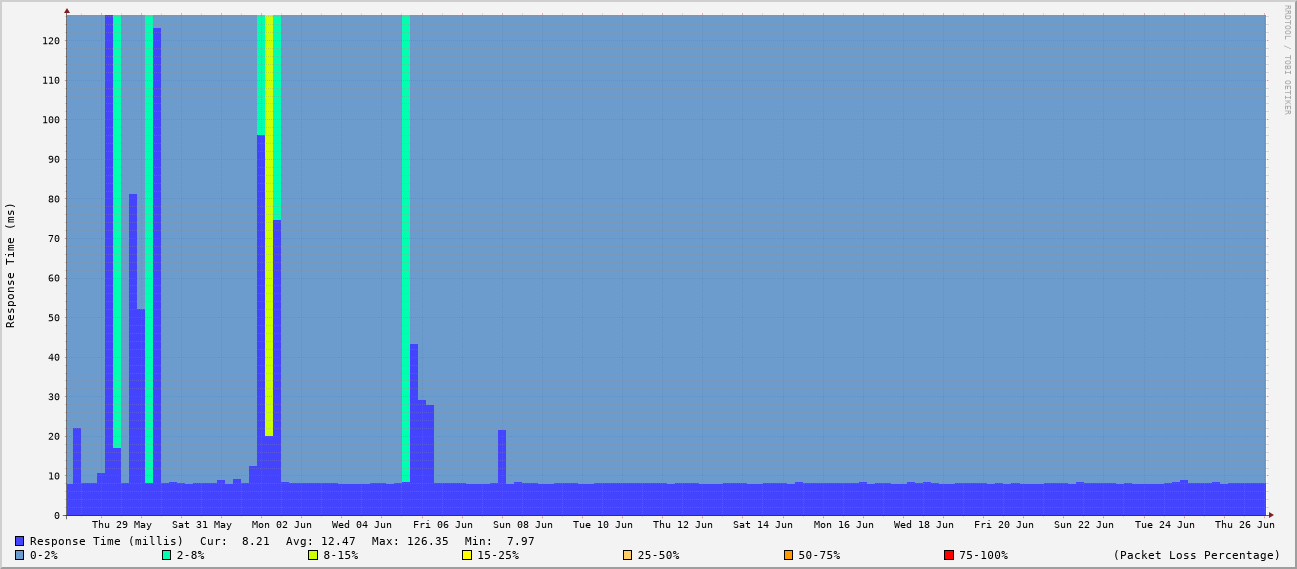 RRDTOOL / TOBI OETIKER
Response Time (ms)
120
110
100
90
80
70
60
50
40
30
20
10
0
Thu 29 May Sat 31 May Mon 02 Jun Wed 04 Jun Fri 06 Jun Sun 08 Jun Tue 10 Jun Thu 12 Jun Sat 14 Jun Mon 16 Jun Wed 18 Jun Fri 20 Jun Sun 22 Jun Tue 24 Jun Thu 26 Jun
Response Time (millis) Cur: 8.21 Avg: 12.47 Max: 126.35 Min: 7.97
0-2% 2-8% 8-15% 15-25% 25-50% 50-75% 75-100% (Packet Loss Percentage)